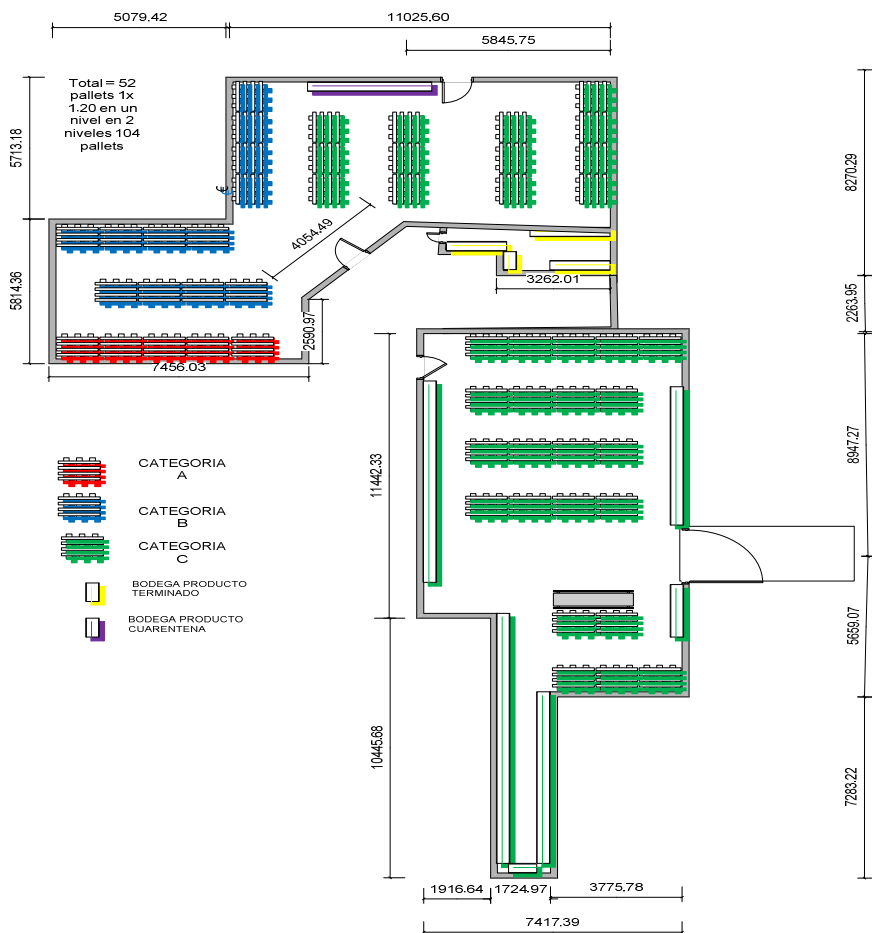 5079.42
11025.60
5845.75
Total = 52
pallets 1x
1.20 en un
nivel en 2
niveles 104
pallets
5713.18
8270.29
4054.49
5814.36
3262.01
2590.97
2263.95
7456.03
8947.27
11442.33
CATEGORIA
A
CATEGORIA
B
CATEGORIA
C
BODEGA PRODUCTO
TERMINADO
BODEGA PRODUCTO
CUARENTENA
5659.07
10445.68
7283.22
1916.64
1724.97
3775.78
7417.39